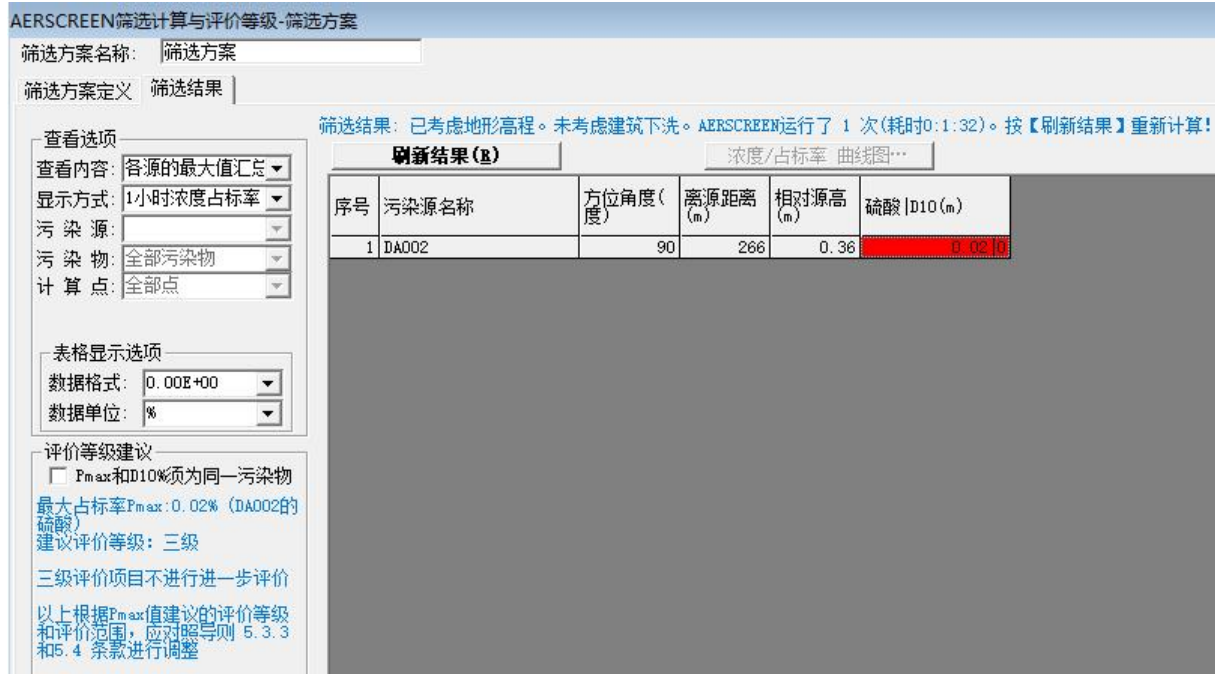 AERSCREEN筛选计算与评价等级-筛选方案
筛选方案名称: 筛选方案
筛选方案定义 筛选结果
筛选结果: 已考虑地形高程。未考虑建筑下洗。AERSCREEN运行了 1 次(耗时0:1:32)。按【刷新结果】重新计算!
查看选项
刷新结果(R) 浓度/占标率 曲线图…
查看内容: 各源的最大值汇总
显示方式: 1小时浓度占标率
污 染 源:
污 染 物: 全部污染物
计 算 点: 全部点
序号 污染源名称 方位角度(度) 离源距离(m) 相对源高(m) 硫酸|D10(m)
1 DA002 90 266 0.36 0.02|0
表格显示选项
数据格式: 0.00E+00
数据单位: %
评价等级建议
Pmax和D10%须为同一污染物
最大占标率Pmax:0.02% (DA002的
硫酸)
建议评价等级: 三级
三级评价项目不进行进一步评价
以上根据Pmax值建议的评价等级
和评价范围,应对照导则 5.3.3
和5.4 条款进行调整